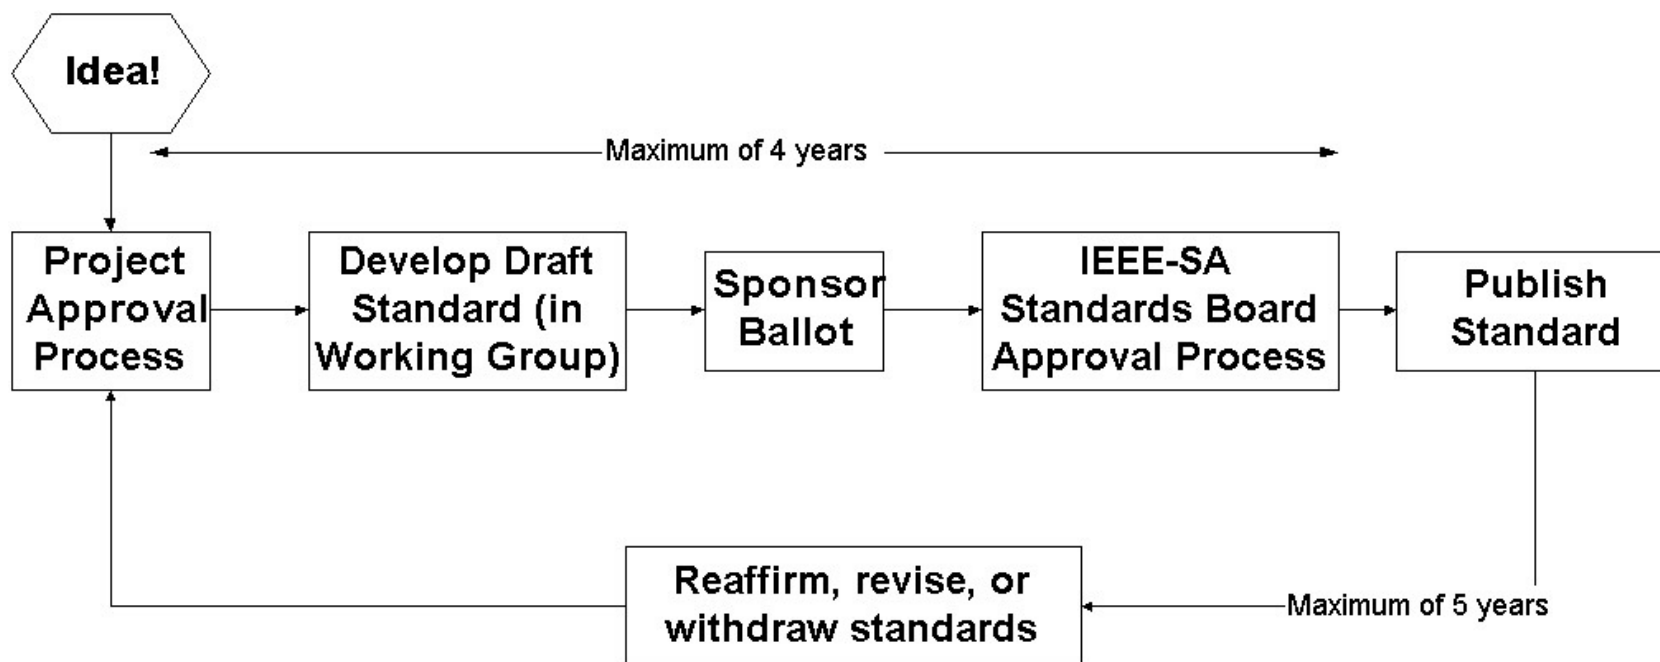 Idea!
Maximum of 4 years
Project
Approval
Process
Develop Draft
Standard (in
Working Group)
Sponsor
Ballot
IEEE-SA
Standards Board
Approval Process
Publish
Standard
Reaffirm, revise, or
withdraw standards
Maximum of 5 years